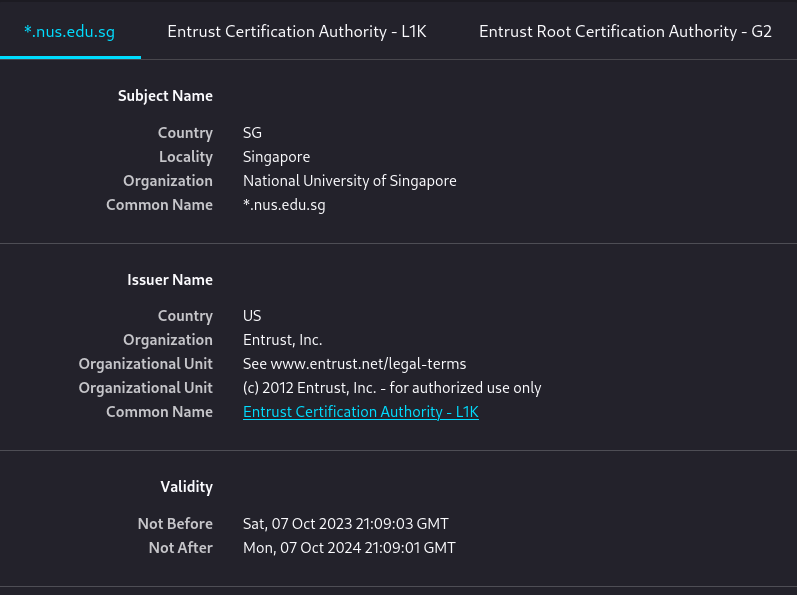 *.nus.edu.sg Entrust Certification Authority - L1K Entrust Root Certification Authority - G2
Subject Name
Country SG
Locality Singapore
Organization National University of Singapore
Common Name *.nus.edu.sg
Issuer Name
Country US
Organization Entrust, Inc.
Organizational Unit See www.entrust.net/legal-terms
Organizational Unit (c) 2012 Entrust, Inc. - for authorized use only
Common Name Entrust Certification Authority - L1K
Validity
Not Before Sat, 07 Oct 2023 21:09:03 GMT
Not After Mon, 07 Oct 2024 21:09:01 GMT